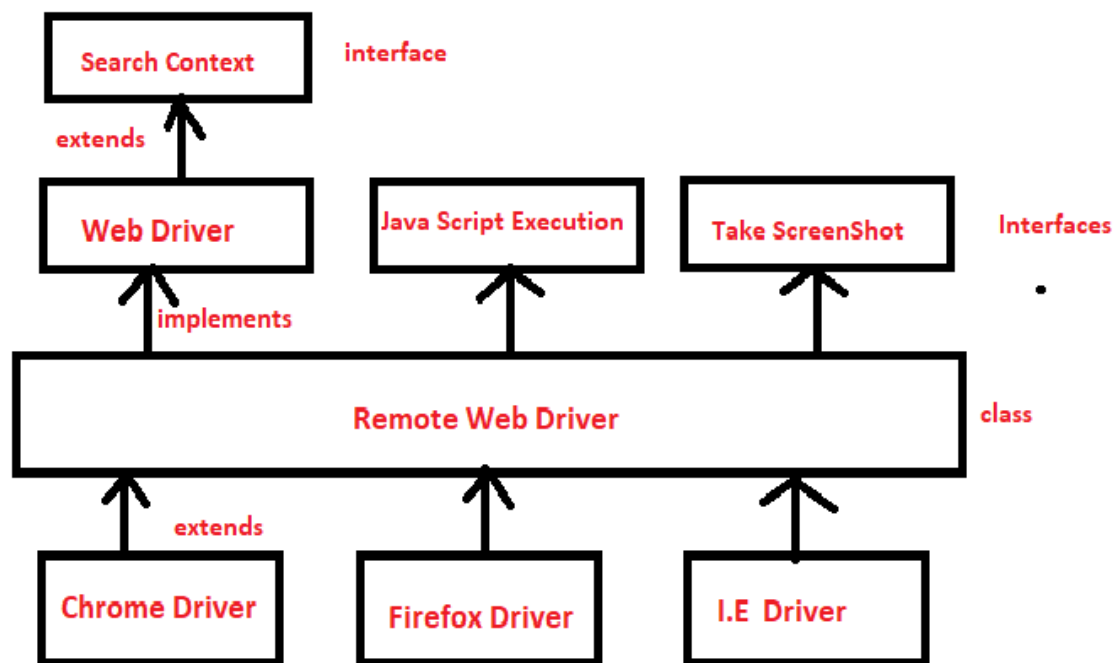 Search Context
interface
extends
Web Driver
Java Script Execution
Take ScreenShot
Interfaces
implements
Remote Web Driver
class
extends
Chrome Driver
Firefox Driver
I.E Driver